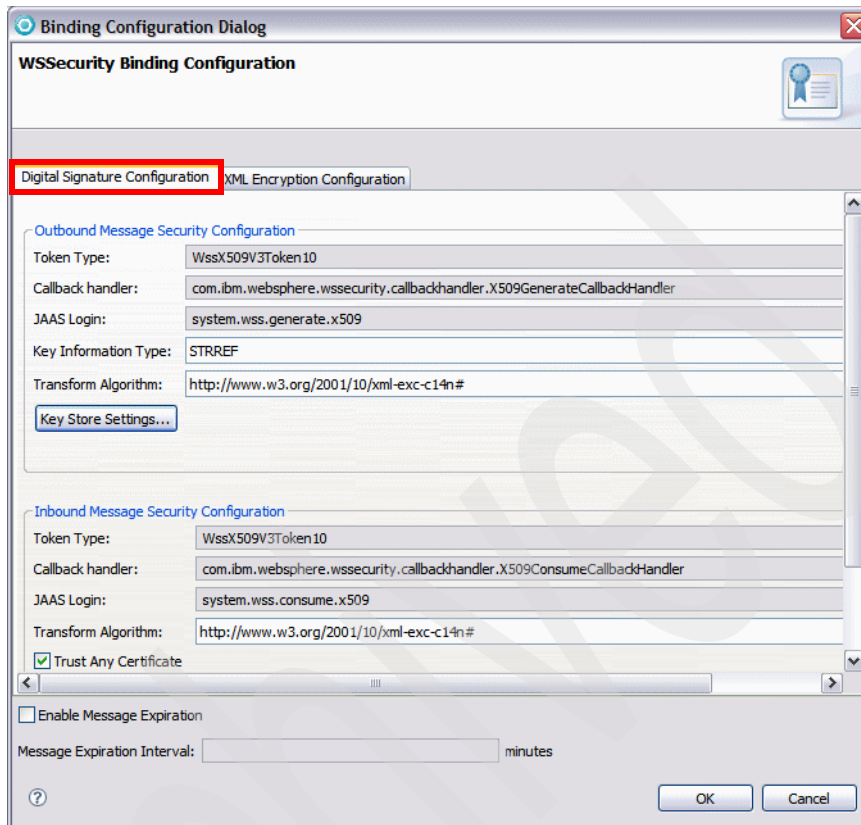 Binding Configuration Dialog
WSSecurity Binding Configuration
Digital Signature Configuration XML Encryption Configuration
Outbound Message Security Configuration
Token Type: WssX509V3Token10
Callback handler: com.ibm.websphere.wssecurity.callbackhandler.X509GenerateCallbackHandler
JAAS Login: system.wss.generate.x509
Key Information Type: STRREF
Transform Algorithm: http://www.w3.org/2001/10/xml-exc-c14n#
Key Store Settings...
Inbound Message Security Configuration
Token Type: WssX509V3Token10
Callback handler: com.ibm.websphere.wssecurity.callbackhandler.X509ConsumeCallbackHandler
JAAS Login: system.wss.consume.x509
Transform Algorithm: http://www.w3.org/2001/10/xml-exc-c14n#
Trust Any Certificate
Enable Message Expiration
Message Expiration Interval: minutes
? OK Cancel